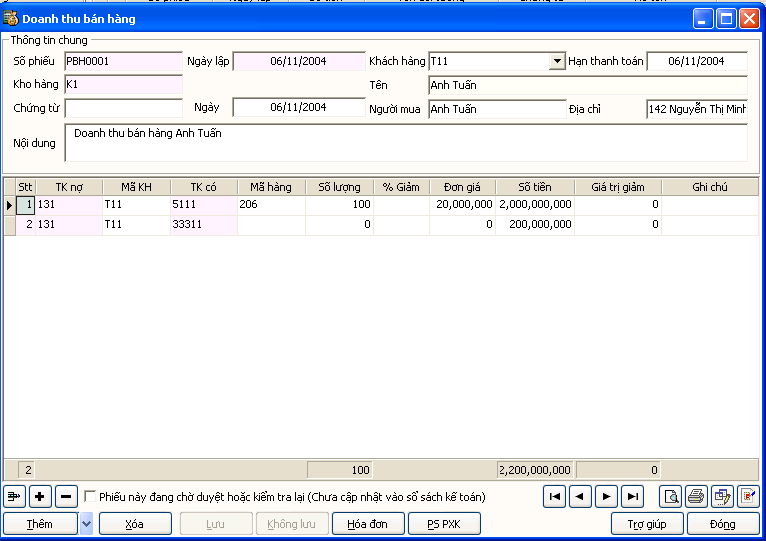 Doanh thu bán hàng
Thông tin chung
Số phiếu PBH0001 Ngày lập 06/11/2004 Khách hàng T11 Hạn thanh toán 06/11/2004
Kho hàng K1 Tên Anh Tuấn
Chứng từ Ngày 06/11/2004 Người mua Anh Tuấn Địa chỉ 142 Nguyễn Thị Minh
Nội dung Doanh thu bán hàng Anh Tuấn
Stt TK nợ Mã KH TK có Mã hàng Số lượng % Giảm Đơn giá Số tiền Giá trị giảm Ghi chú
1 131 T11 5111 206 100 20,000,000 2,000,000,000 0
2 131 T11 33311 0 0 200,000,000 0
2 100 2,200,000,000 0
Phiếu này đang chờ duyệt hoặc kiểm tra lại (Chưa cập nhật vào sổ sách kế toán)
Thêm Xóa Lưu Không lưu Hóa đơn PS PXK Trợ giúp Đóng